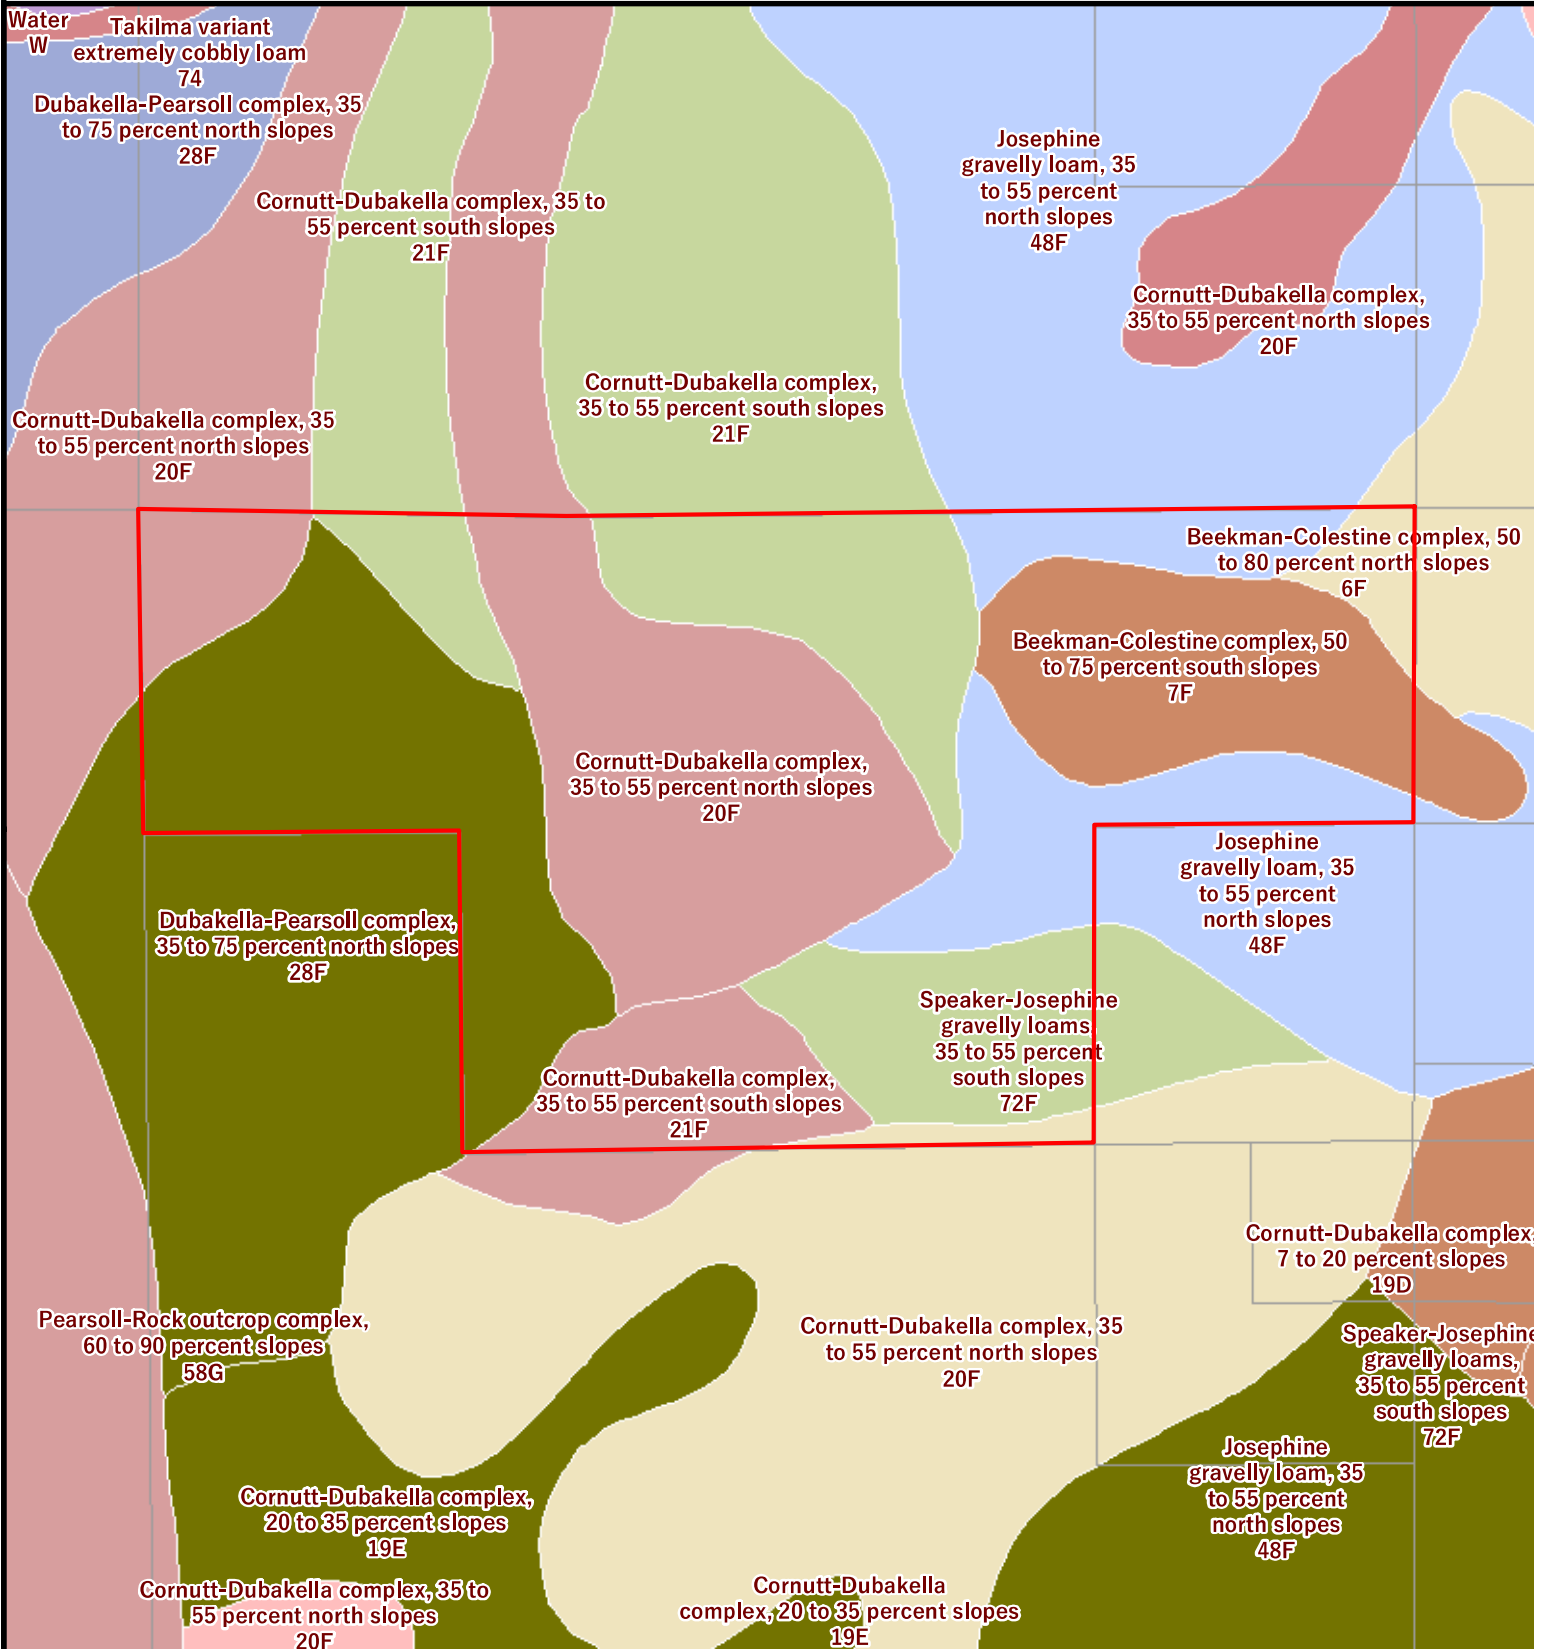 Water
W
Takilma variant
extremely cobbly loam
74
Dubakella-Pearsoll complex, 35
to 75 percent north slopes
28F
Josephine
gravelly loam, 35
to 55 percent
north slopes
48F
Cornutt-Dubakella complex, 35 to
55 percent south slopes
21F
Cornutt-Dubakella complex,
35 to 55 percent north slopes
20F
Cornutt-Dubakella complex,
35 to 55 percent south slopes
21F
Cornutt-Dubakella complex, 35
to 55 percent north slopes
20F
Beekman-Colestine complex, 50
to 80 percent north slopes
6F
Beekman-Colestine complex, 50
to 75 percent south slopes
7F
Cornutt-Dubakella complex,
35 to 55 percent north slopes
20F
Josephine
gravelly loam, 35
to 55 percent
north slopes
48F
Dubakella-Pearsoll complex,
35 to 75 percent north slopes
28F
Speaker-Josephine
gravelly loams,
35 to 55 percent
south slopes
72F
Cornutt-Dubakella complex,
35 to 55 percent south slopes
21F
Cornutt-Dubakella complex,
7 to 20 percent slopes
19D
Pearsoll-Rock outcrop complex,
60 to 90 percent slopes
58G
Cornutt-Dubakella complex, 35
to 55 percent north slopes
20F
Speaker-Josephine
gravelly loams,
35 to 55 percent
south slopes
72F
Josephine
gravelly loam, 35
to 55 percent
north slopes
48F
Cornutt-Dubakella complex,
20 to 35 percent slopes
19E
Cornutt-Dubakella complex, 35 to
55 percent north slopes
20F
Cornutt-Dubakella
complex, 20 to 35 percent slopes
19E